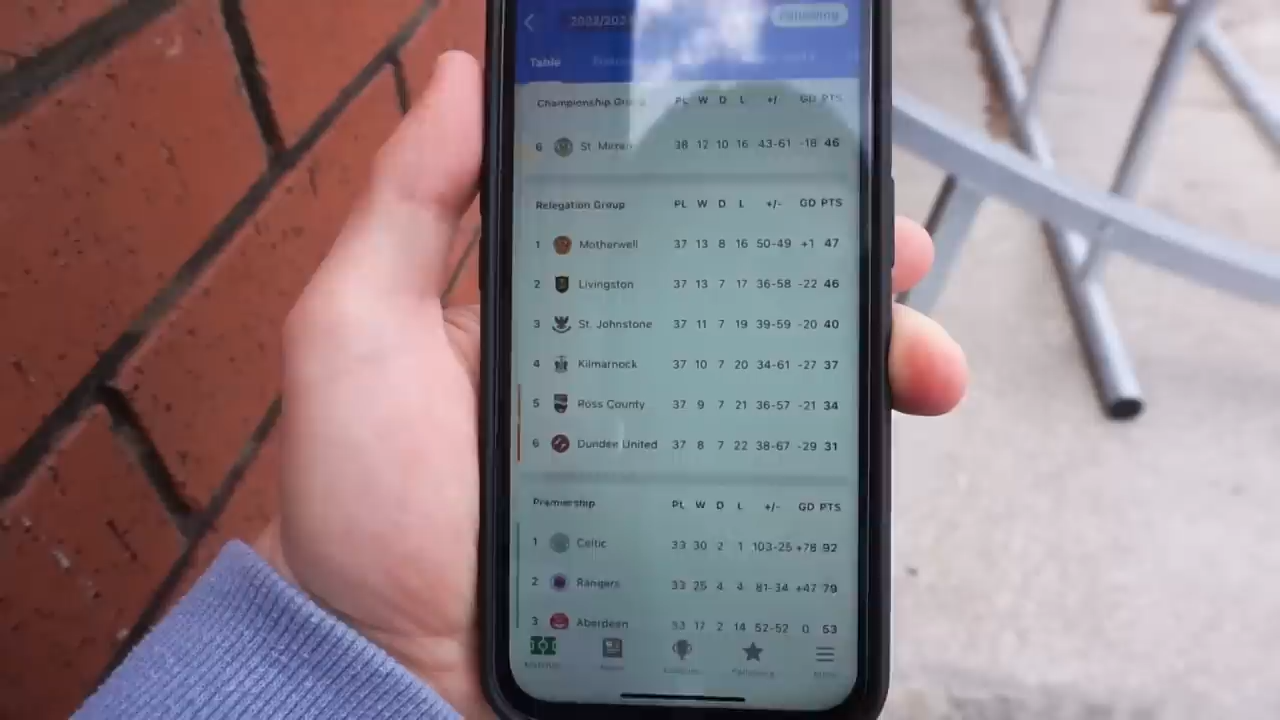 Following
Table
Championship PL W D L +/- GD PTS
6 St. Mirren 38 12 10 16 43-61 -18 46
Relegation Group PL W D L +/- GD PTS
1 Motherwell 37 13 8 16 50-49 +1 47
2 Livingston 37 13 7 17 36-58 -22 46
3 St. Johnstone 37 11 7 19 39-59 -20 40
4 Kilmarnock 37 10 7 20 34-61 -27 37
5 Ross County 37 9 7 21 36-57 -21 34
6 Dundee United 37 8 7 22 38-67 -29 31
Premiership PL W D L +/- GD PTS
1 Celtic 33 30 2 1 103-25 +78 92
2 Rangers 33 25 4 4 81-34 +47 79
3 Aberdeen 33 17 2 14 52-52 0 53
Matches News Following More